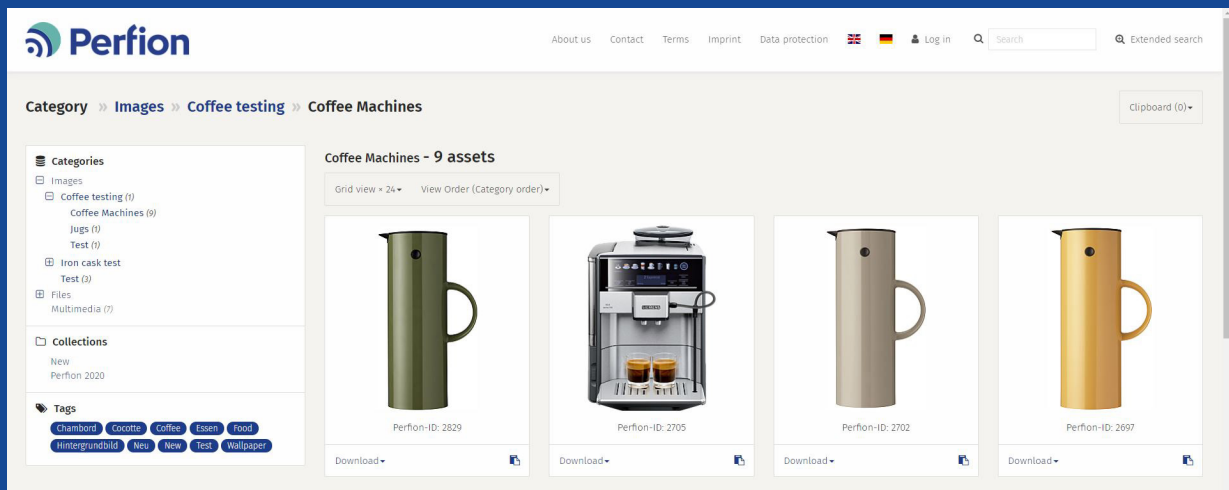 Perfion
About us Contact Terms Imprint Data protection Log in Search Extended search
Category » Images » Coffee testing » Coffee Machines
Clipboard (0)
Categories
Images
Coffee testing (1)
Coffee Machines (9)
Jugs (1)
Test (1)
Iron cask test
Test (3)
Files
Multimedia (7)
Collections
New
Perfion 2020
Tags
Chambord Cocotte Coffee Essen Food
Hintergrundbild Neu New Test Wallpaper
Coffee Machines - 9 assets
Grid view × 24 View Order (Category order)
SIEMENS
Perfion-ID: 2829 Perfion-ID: 2705 Perfion-ID: 2702 Perfion-ID: 2697
Download Download Download Download